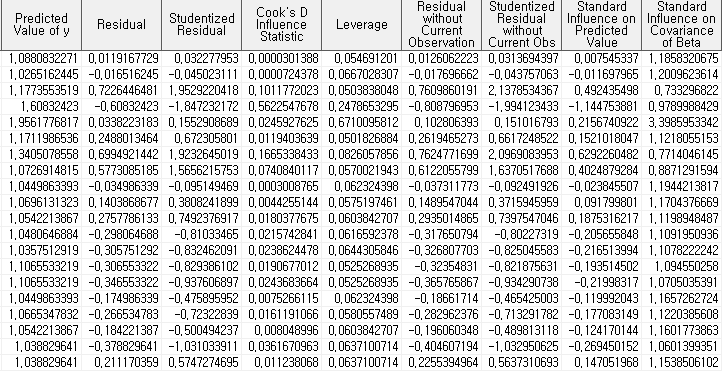 Predicted Value of y | Residual | Studentized Residual | Cook's D Influence Statistic | Leverage | Residual without Current Observation | Studentized Residual without Current Obs | Standard Influence on Predicted Value | Standard Influence on Covariance of Beta
1,0880832271 0,0119167729 0,032277953 0,0000301388 0,054691201 0,0126062223 0,0313694397 0,007545337 1,1858320675
1,0265162445 -0,016516245 -0,045023111 0,0000724378 0,0667028307 -0,017696662 -0,043757063 -0,011697965 1,2009623614
1,1773553519 0,7226446481 1,9529220418 0,1011772023 0,0503838048 0,7609860191 2,1378534367 0,492435498 0,733296822
1,60832423 -0,60832423 -1,847232172 0,5622547678 0,2478653295 -0,808796953 -1,994123433 -1,144753881 0,9789988429
1,9561776817 0,0338223183 0,1552908689 0,0245927625 0,6710095812 0,102806393 0,151016793 0,2156740922 3,3985953342
1,1711986536 0,2488013464 0,672305801 0,0119403639 0,0501826884 0,2619465273 0,6617248522 0,1521018047 1,1218055153
1,3405078558 0,6994921442 1,9232645019 0,1665338433 0,0826057856 0,7624771699 2,0969083953 0,6292260482 0,7714046145
1,0726914815 0,5773085185 1,5656215753 0,0740840117 0,0570021943 0,6122055799 1,6370517688 0,4024879284 0,8871291594
1,0449863393 -0,034986339 -0,095149469 0,0003008765 0,062324398 -0,037311773 -0,092491926 -0,023845507 1,1944213817
1,0696131323 0,1403868677 0,3808241899 0,0044255144 0,0575197461 0,1489547044 0,3715945959 0,091799801 1,1704376669
1,0542213867 0,2757786133 0,7492376917 0,0180377675 0,0603842707 0,2935014865 0,7397547046 0,1875316217 1,1198948487
1,0480646884 -0,298064688 -0,81033465 0,0215742841 0,0616592378 -0,317650794 -0,80227319 -0,205655848 1,1091950936
1,0357512919 -0,305751292 -0,832462091 0,0238624478 0,0644305846 -0,326807703 -0,825045583 -0,216513994 1,1078222242
1,1065533219 -0,306553322 -0,829386102 0,0190677012 0,0525268935 -0,32354831 -0,821875631 -0,193514502 1,094550258
1,1065533219 -0,346553322 -0,937606897 0,0243683664 0,0525268935 -0,365765867 -0,934290738 -0,21998317 1,0705035391
1,0449863393 -0,174986339 -0,475895952 0,0075266115 0,062324398 -0,18661714 -0,465425003 -0,119992043 1,1657262724
1,0665347832 -0,266534783 -0,72322839 0,0161191066 0,0580557489 -0,282962376 -0,713291782 -0,177083149 1,1220385608
1,0542213867 -0,184221387 -0,500494237 0,008048996 0,0603842707 -0,196060348 -0,489813118 -0,124170144 1,1601773863
1,038829641 -0,378829641 -1,031033911 0,0361670963 0,0637100714 -0,404607194 -1,032950625 -0,269450152 1,0601399351
1,038829641 0,211170359 0,5747274695 0,011238068 0,0637100714 0,2255394964 0,5637310693 0,147051968 1,1538506102